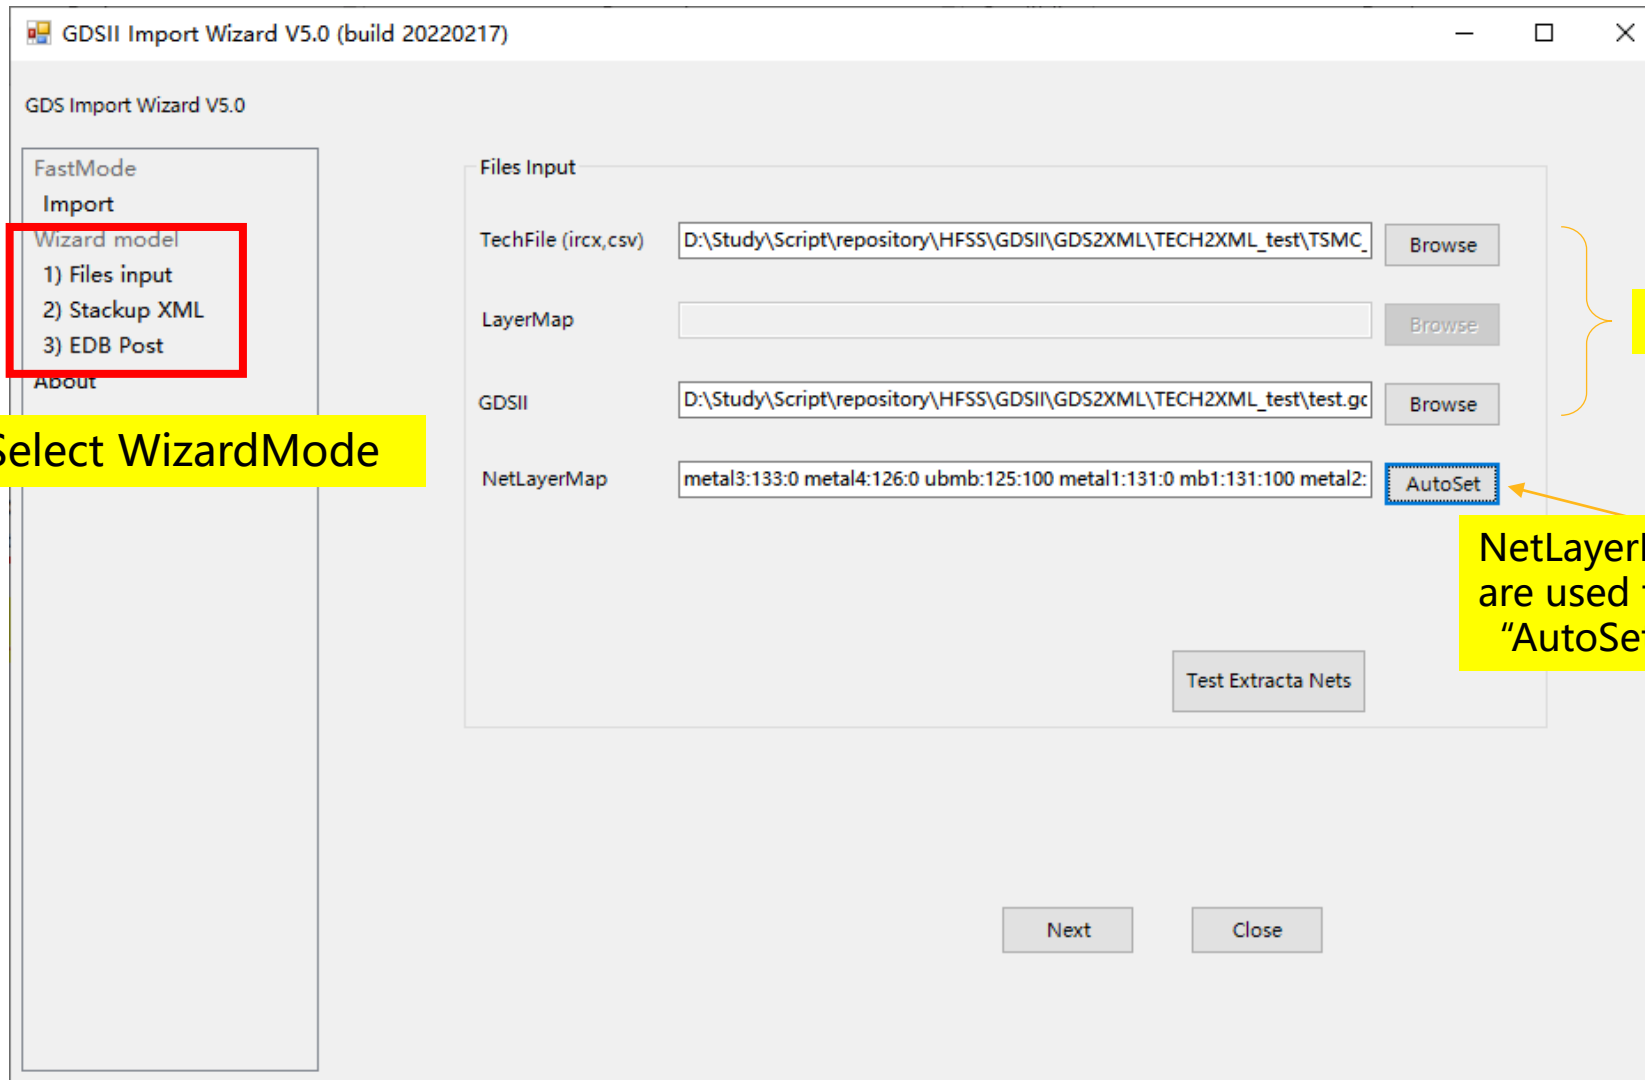 GDSII Import Wizard V5.0 (build 20220217)
GDS Import Wizard V5.0
FastMode
Import
Wizard model
1) Files input
2) Stackup XML
3) EDB Post
About
Select WizardMode
Files Input
TechFile (ircx,csv)
D:\Study\Script\repository\HFSS\GDSII\GDS2XML\TECH2XML_test\TSMC_
Browse
LayerMap
Browse
GDSII
D:\Study\Script\repository\HFSS\GDSII\GDS2XML\TECH2XML_test\test.gc
Browse
NetLayerMap
metal3:133:0 metal4:126:0 ubmb:125:100 metal1:131:0 mb1:131:100 metal2:
AutoSet
are used
Test Extracta Nets
Next
Close